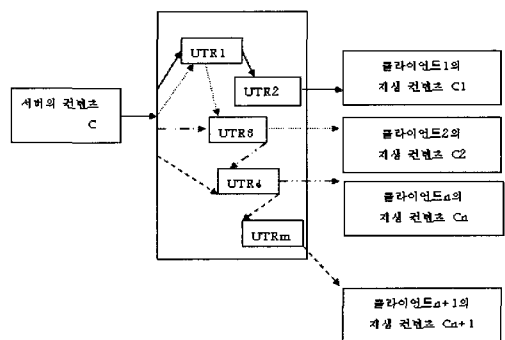 서버의 컨텐츠
C
UTR1
UTR2
UTR3
UTR4
UTRm
클라이언트1의
재생 컨텐츠 C1
클라이언트2의
재생 컨텐츠 C2
클라이언트n의
재생 컨텐츠 Cn
클라이언트n+1의
재생 컨텐츠 Cn+1